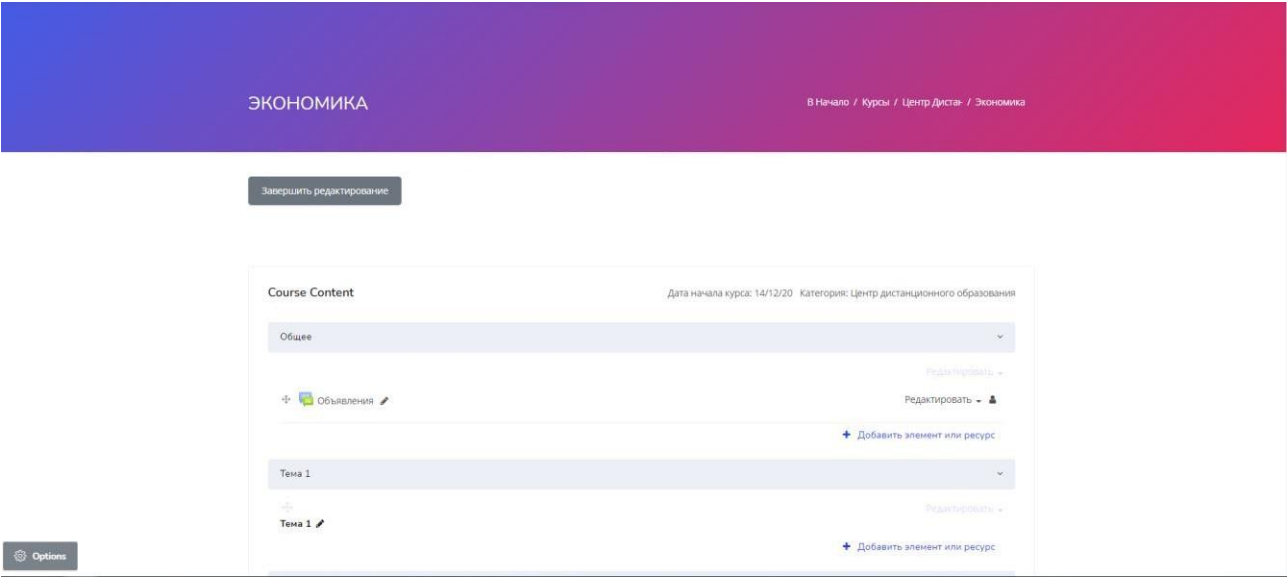 ЭКОНОМИКА
В Начало / Курсы / Центр Дистан / Экономика
Завершить редактирование
Course Content
Дата начала курса: 14/12/20 Категория: Центр дистанционного образования
Общее
Редактировать
Объявления
Редактировать
Добавить элемент или ресурс
Тема 1
Редактировать
Тема 1
Добавить элемент или ресурс
Options